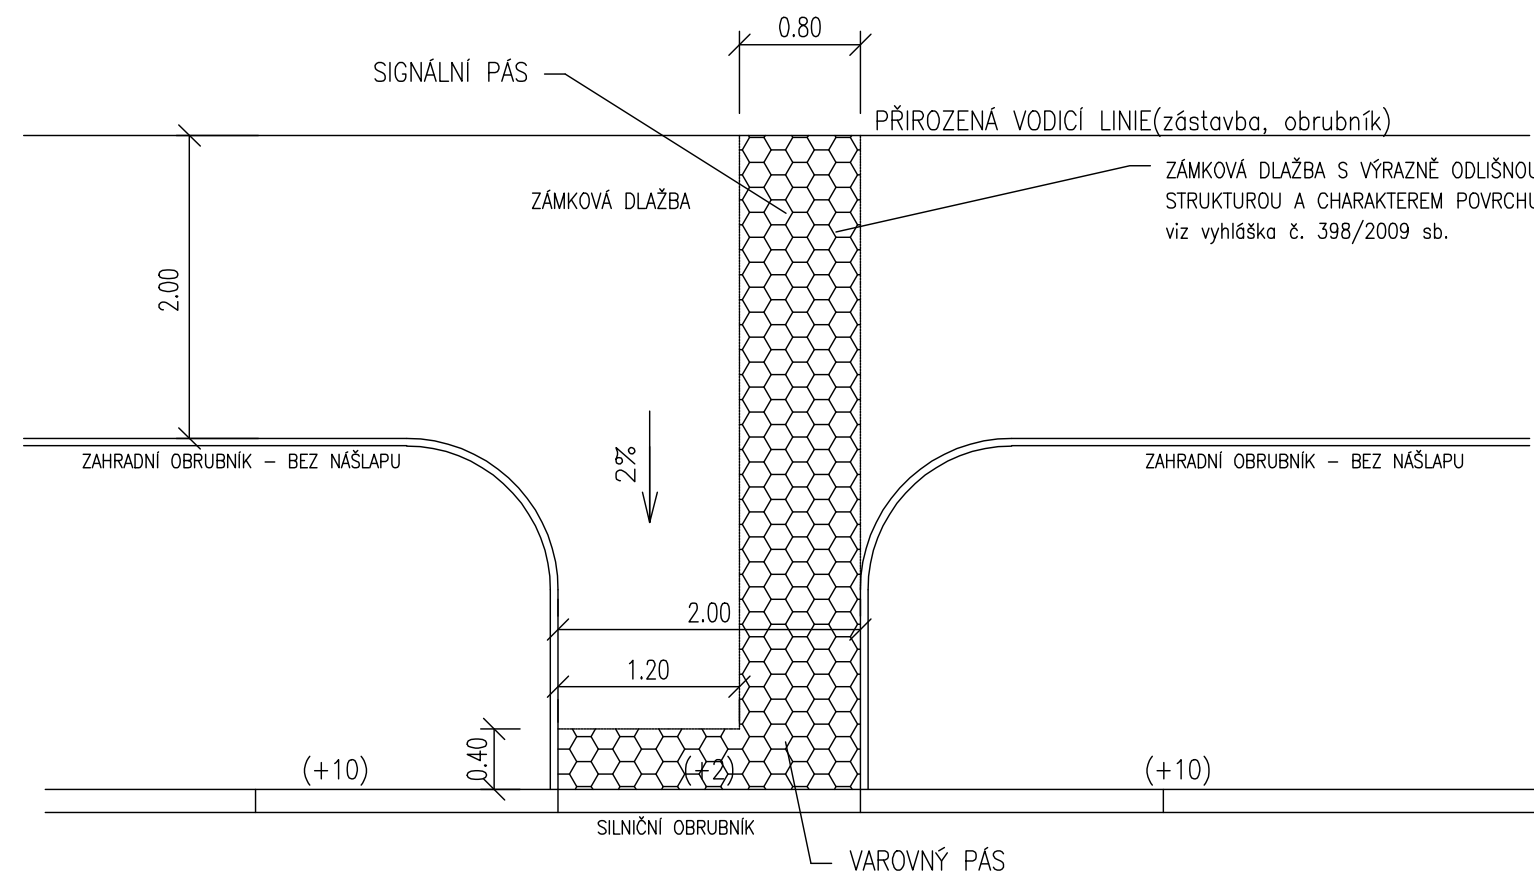 0.80
SIGNÁLNÍ PÁS
PŘIROZENÁ VODICÍ LINIE(zástavba, obrubník)
ZÁMKOVÁ DLAŽBA S VÝRAZNĚ ODLIŠNOU
STRUKTUROU A CHARAKTEREM POVRCHU
viz vyhláška č. 398/2009 sb.
ZÁMKOVÁ DLAŽBA
2.00
ZAHRADNÍ OBRUBNÍK – BEZ NÁŠLAPU
2%
ZAHRADNÍ OBRUBNÍK – BEZ NÁŠLAPU
2.00
1.20
0.40
(+10)
(+2)
(+10)
SILNIČNÍ OBRUBNÍK
VAROVNÝ PÁS